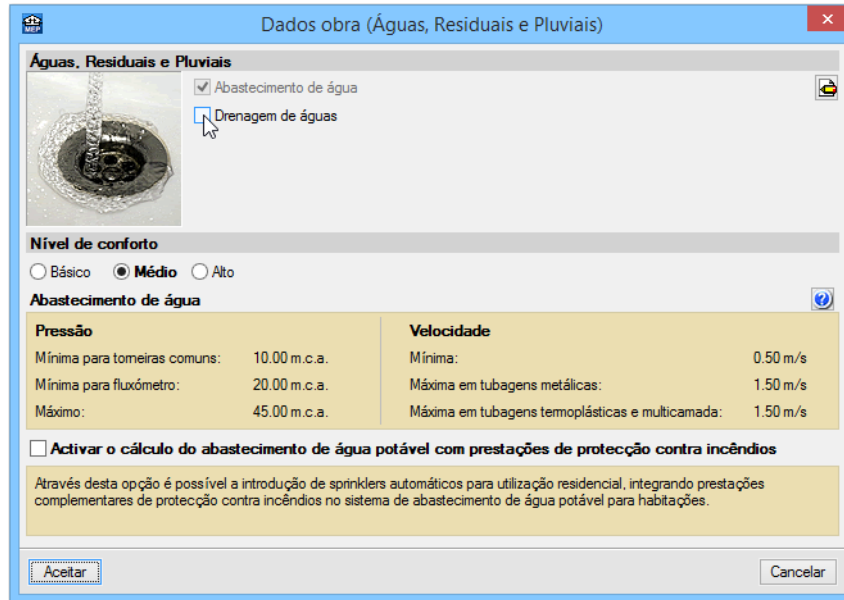 MEP
Dados obra (Águas, Residuais e Pluviais)
Águas, Residuais e Pluviais
Abastecimento de água
Drenagem de águas
Nível de conforto
Básico Médio Alto
Abastecimento de água
Pressão
Mínima para torneiras comuns: 10.00 m.c.a.
Mínima para fluxómetro: 20.00 m.c.a.
Máximo: 45.00 m.c.a.
Velocidade
Mínima: 0.50 m/s
Máxima em tubagens metálicas: 1.50 m/s
Máxima em tubagens termoplásticas e multicamada: 1.50 m/s
Activar o cálculo do abastecimento de água potável com prestações de protecção contra incêndios
Através desta opção é possível a introdução de sprinklers automáticos para utilização residencial, integrando prestações
complementares de protecção contra incêndios no sistema de abastecimento de água potável para habitações.
Aceitar Cancelar